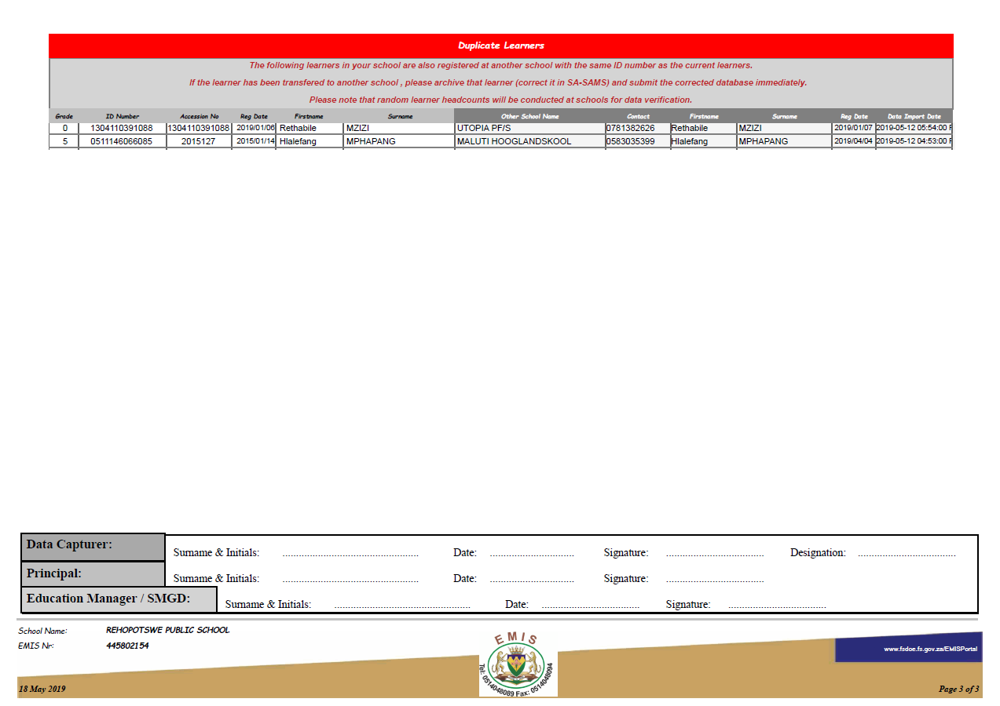 Duplicate Learners
The following learners in your school are also registered at another school with the same ID number as the current learners.
If the learner has been transfered to another school , please archive that learner (correct it in SA-SAMS) and submit the corrected database immediately.
Please note that random learner headcounts will be conducted at schools for data verification.
Grade ID Number Accession No Reg Date Firstname Surname Other School Name Contact Firstname Surname Reg Date Data Import Date
0 1304110391088 1304110391088 2019/01/06 Rethabile MZIZI UTOPIA PF/S 0781382626 Rethabile MZIZI 2019/01/07 2019-05-12 05:54:00 P
5 0511146066085 2015127 2015/01/14 Hlalefang MPHAPANG MALUTI HOOGLANDSKOOL 0583035399 Hlalefang MPHAPANG 2019/04/04 2019-05-12 04:53:00 P
Data Capturer: Surname & Initials: .................................................. Date: ............................... Signature: .................................... Designation: ....................................
Principal: Surname & Initials: .................................................. Date: ............................... Signature: ....................................
Education Manager / SMGD: Surname & Initials: .................................................. Date: .................................... Signature: ....................................
School Name: REHOPOTSWE PUBLIC SCHOOL
EMIS Nr: 445802154
EMIS
Tel: 0514048089 Fax: 0514048094
www.fsdoe.fs.gov.za/EMISPortal
18 May 2019
Page 3 of 3